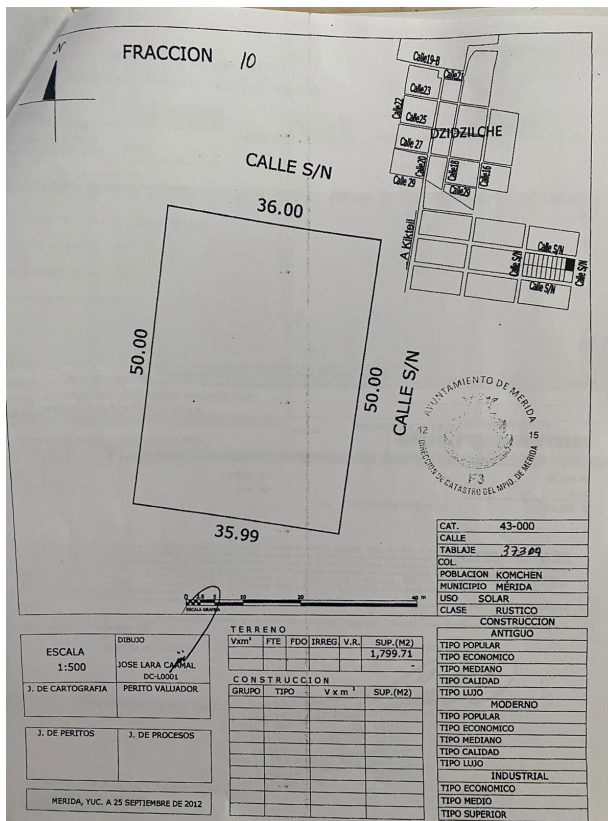 N
FRACCION 10
Calle19-B
Calle21
Calle23
Calle22
Calle25
DZIDZILCHE
Calle 27
Calle20
Calle18
Calle16
Calle 29
Calle29
A Kikteil
Calle S/N
Calle S/N
Calle S/N
Calle S/N
CALLE S/N
36.00
50.00
50.00
CALLE S/N
35.99
AYUNTAMIENTO DE MERIDA
12 15
F3
DIRECCION DE CATASTRO DEL MPIO. DE MERIDA
CAT. 43-000
CALLE
TABLAJE 37309
COL.
POBLACION KOMCHEN
MUNICIPIO MÉRIDA
USO SOLAR
CLASE RUSTICO
10 20 40 m
ESCALA GRAFICA
ESCALA
1:500
DIBUJO
JOSE LARA CAAMAL
DC-L0001
J. DE CARTOGRAFIA
PERITO VALUADOR
J. DE PERITOS
J. DE PROCESOS
MERIDA, YUC. A 25 SEPTIEMBRE DE 2012
TERRENO
Vxm² FTE FDO IRREG. V.R. SUP.(M2)
1,799.71
-
CONSTRUCCION
GRUPO TIPO V x m ² SUP.(M2)
CONSTRUCCION
ANTIGUO
TIPO POPULAR
TIPO ECONOMICO
TIPO MEDIANO
TIPO CALIDAD
TIPO LUJO
MODERNO
TIPO POPULAR
TIPO ECONOMICO
TIPO MEDIANO
TIPO CALIDAD
TIPO LUJO
INDUSTRIAL
TIPO ECONOMICO
TIPO MEDIO
TIPO SUPERIOR